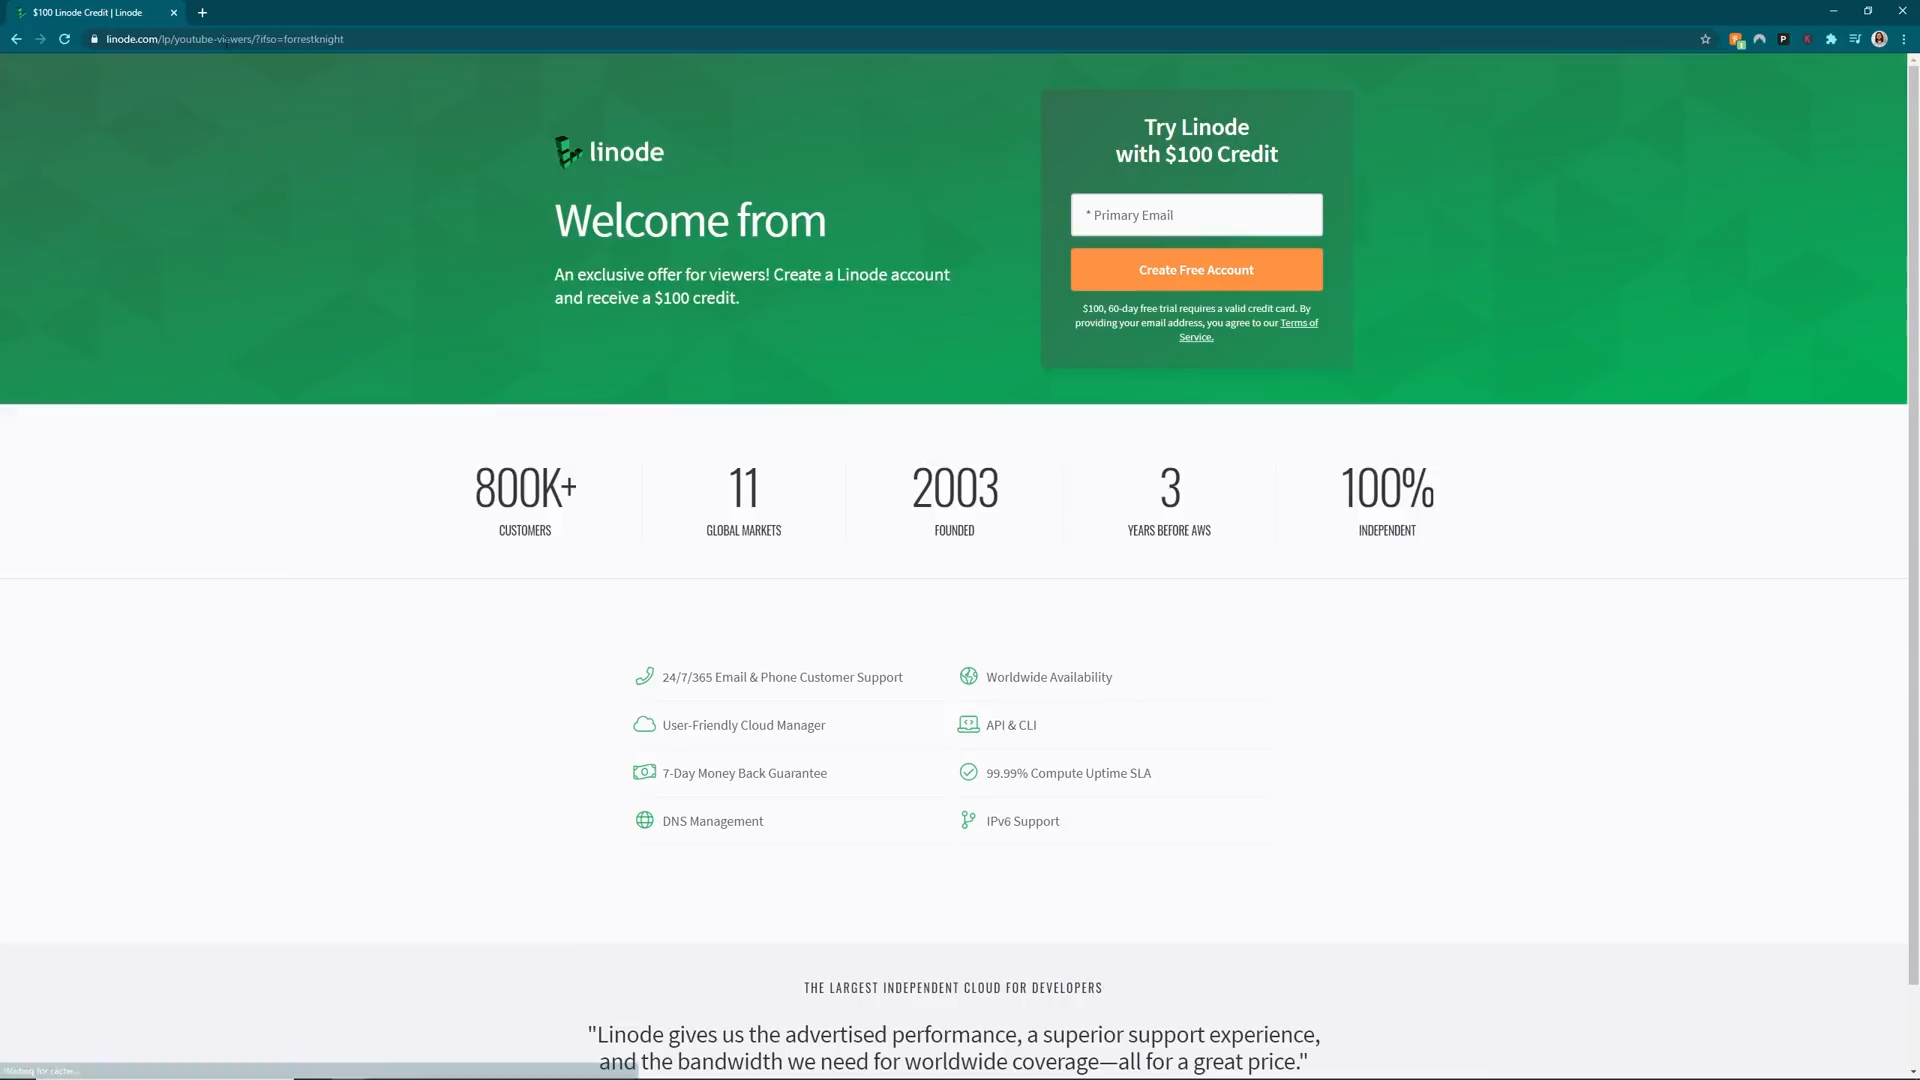 $100 Linode Credit | Linode
linode.com/lp/youtube-viewers/?ifso=forrestknight
linode
Welcome from
An exclusive offer for viewers! Create a Linode account
and receive a $100 credit.
Try Linode
with $100 Credit
* Primary Email
Create Free Account
$100, 60-day free trial requires a valid credit card. By
providing your email address, you agree to our Terms of
Service.
800K+
CUSTOMERS
11
GLOBAL MARKETS
2003
FOUNDED
3
YEARS BEFORE AWS
100%
INDEPENDENT
24/7/365 Email & Phone Customer Support
Worldwide Availability
User-Friendly Cloud Manager
API & CLI
7-Day Money Back Guarantee
99.99% Compute Uptime SLA
DNS Management
IPv6 Support
THE LARGEST INDEPENDENT CLOUD FOR DEVELOPERS
"Linode gives us the advertised performance, a superior support experience,
and the bandwidth we need for worldwide coverage—all for a great price."
Waiting for cache...